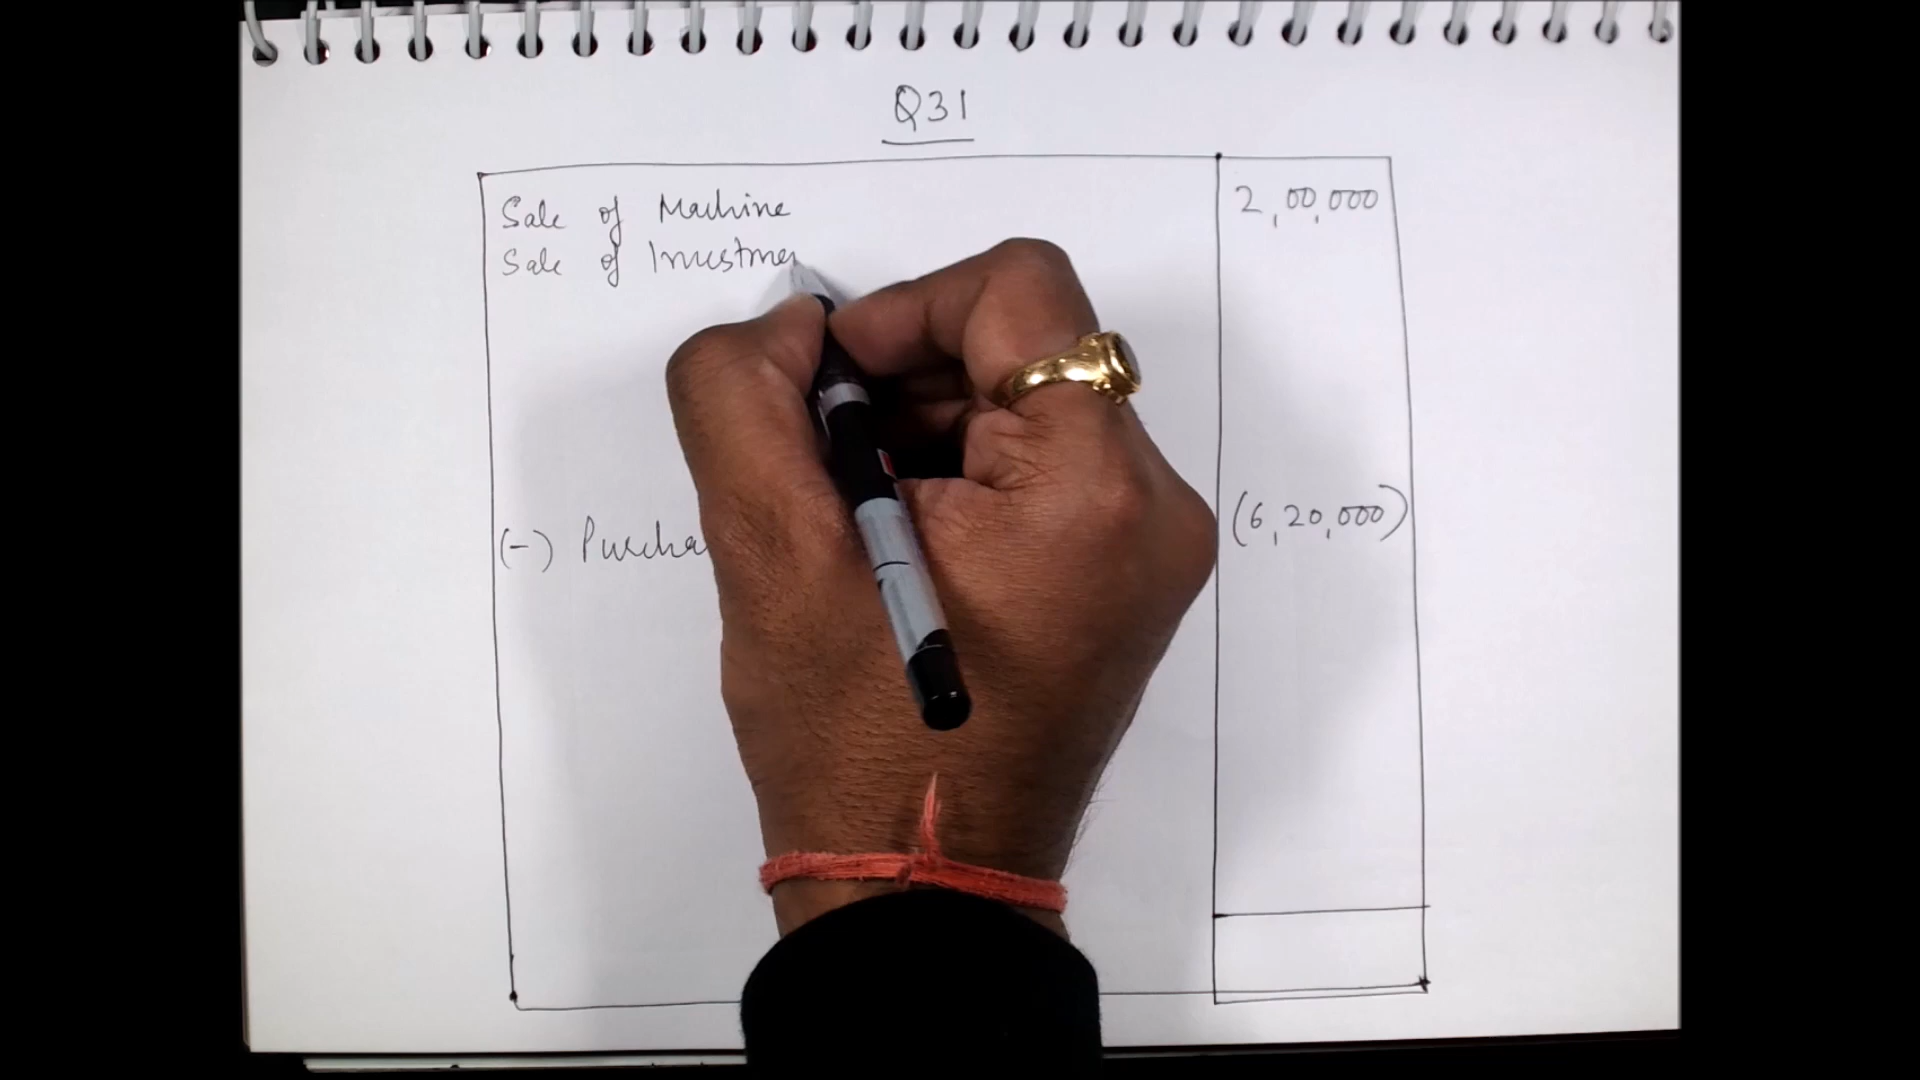 Q31
Sale of Machine 2,00,000
Sale of Investmen
(-) Purcha (6,20,000)